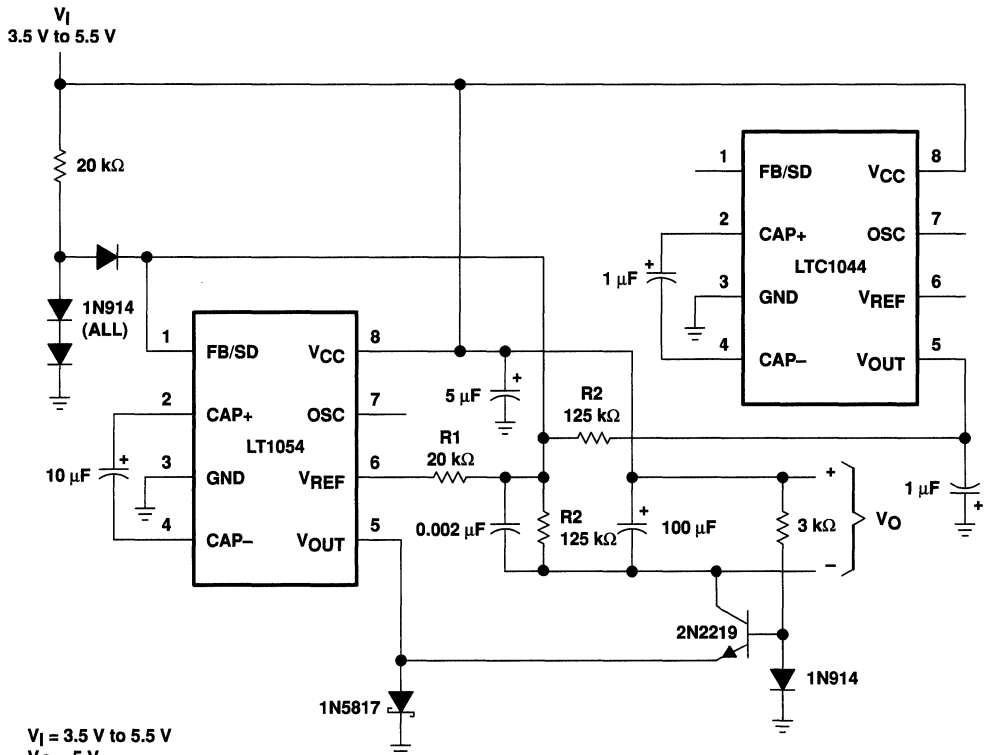 VI
3.5 V to 5.5 V
20 kΩ
1N914
(ALL)
1
FB/SD
VCC
8
2
CAP+
OSC
7
LT1054
3
GND
VREF
6
4
CAP–
VOUT
5
10 μF
+
5 μF
+
R1
20 kΩ
R2
125 kΩ
0.002 μF
R2
125 kΩ
+
100 μF
3 kΩ
+
–
VO
2N2219
1N914
1N5817
1
FB/SD
VCC
8
2
CAP+
OSC
7
LTC1044
3
GND
VREF
6
4
CAP–
VOUT
5
1 μF
+
1 μF
+
VI = 3.5 V to 5.5 V